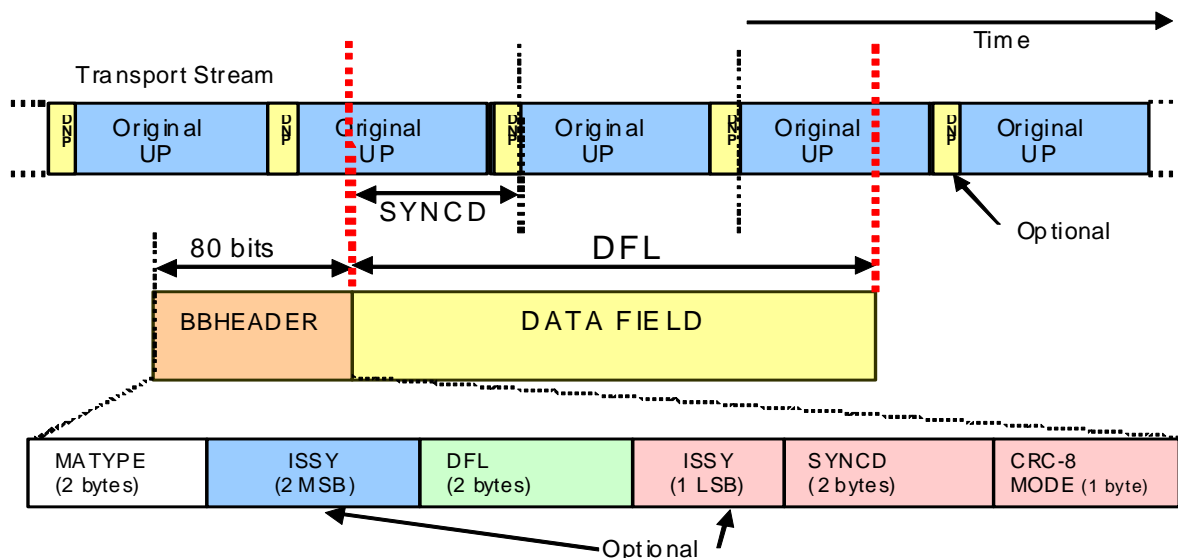 Time
Transport Stream
DNP
Original
UP
DNP
Original
UP
DNP
Original
UP
DNP
Original
UP
DNP
Original
UP
SYNCD
Optional
80 bits
DFL
BBHEADER
DATA FIELD
MATYPE
(2 bytes)
ISSY
(2 MSB)
DFL
(2 bytes)
ISSY
(1 LSB)
SYNCD
(2 bytes)
CRC-8
MODE (1 byte)
Optional